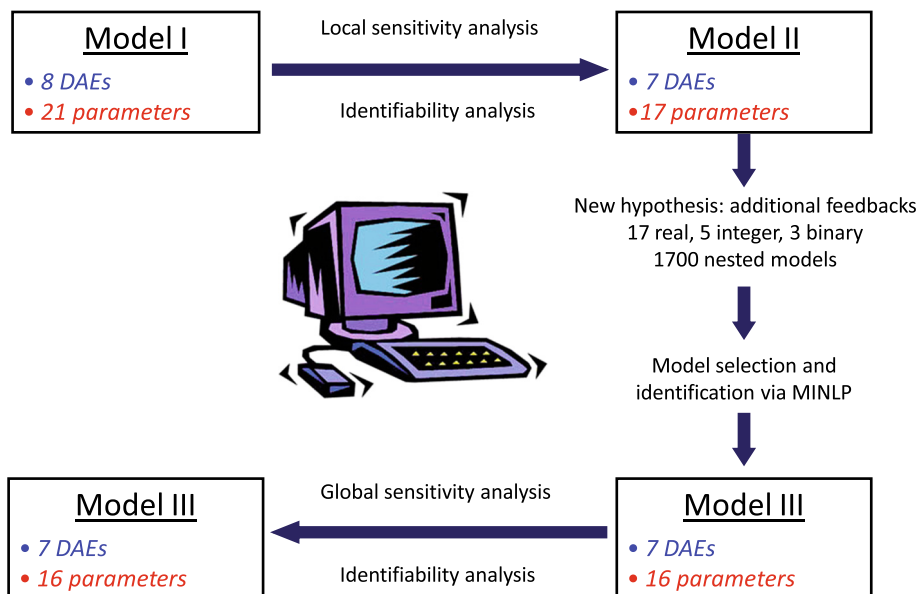 Model I
• 8 DAEs
• 21 parameters
Local sensitivity analysis
Identifiability analysis
Model II
• 7 DAEs
•17 parameters
New hypothesis: additional feedbacks
17 real, 5 integer, 3 binary
1700 nested models
Model selection and
identification via MINLP
Model III
• 7 DAEs
• 16 parameters
Global sensitivity analysis
Identifiability analysis
Model III
• 7 DAEs
• 16 parameters